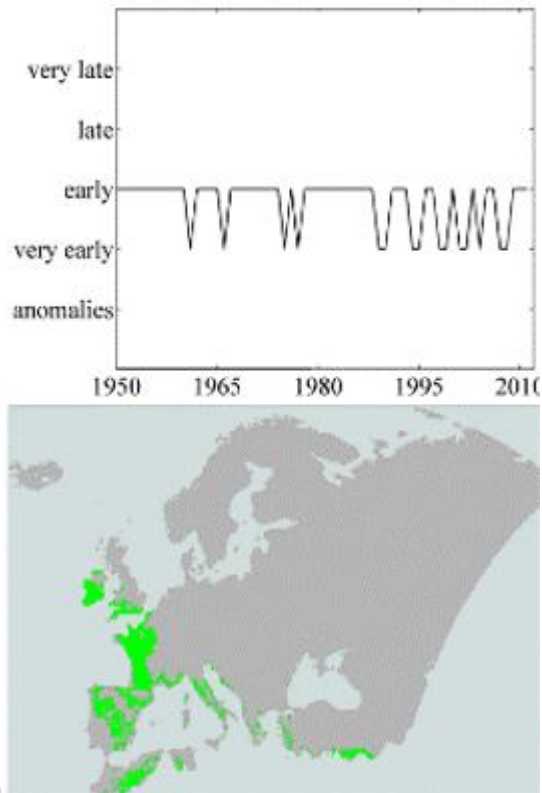 very late
late
early
very early
anomalies
1950 1965 1980 1995 2010